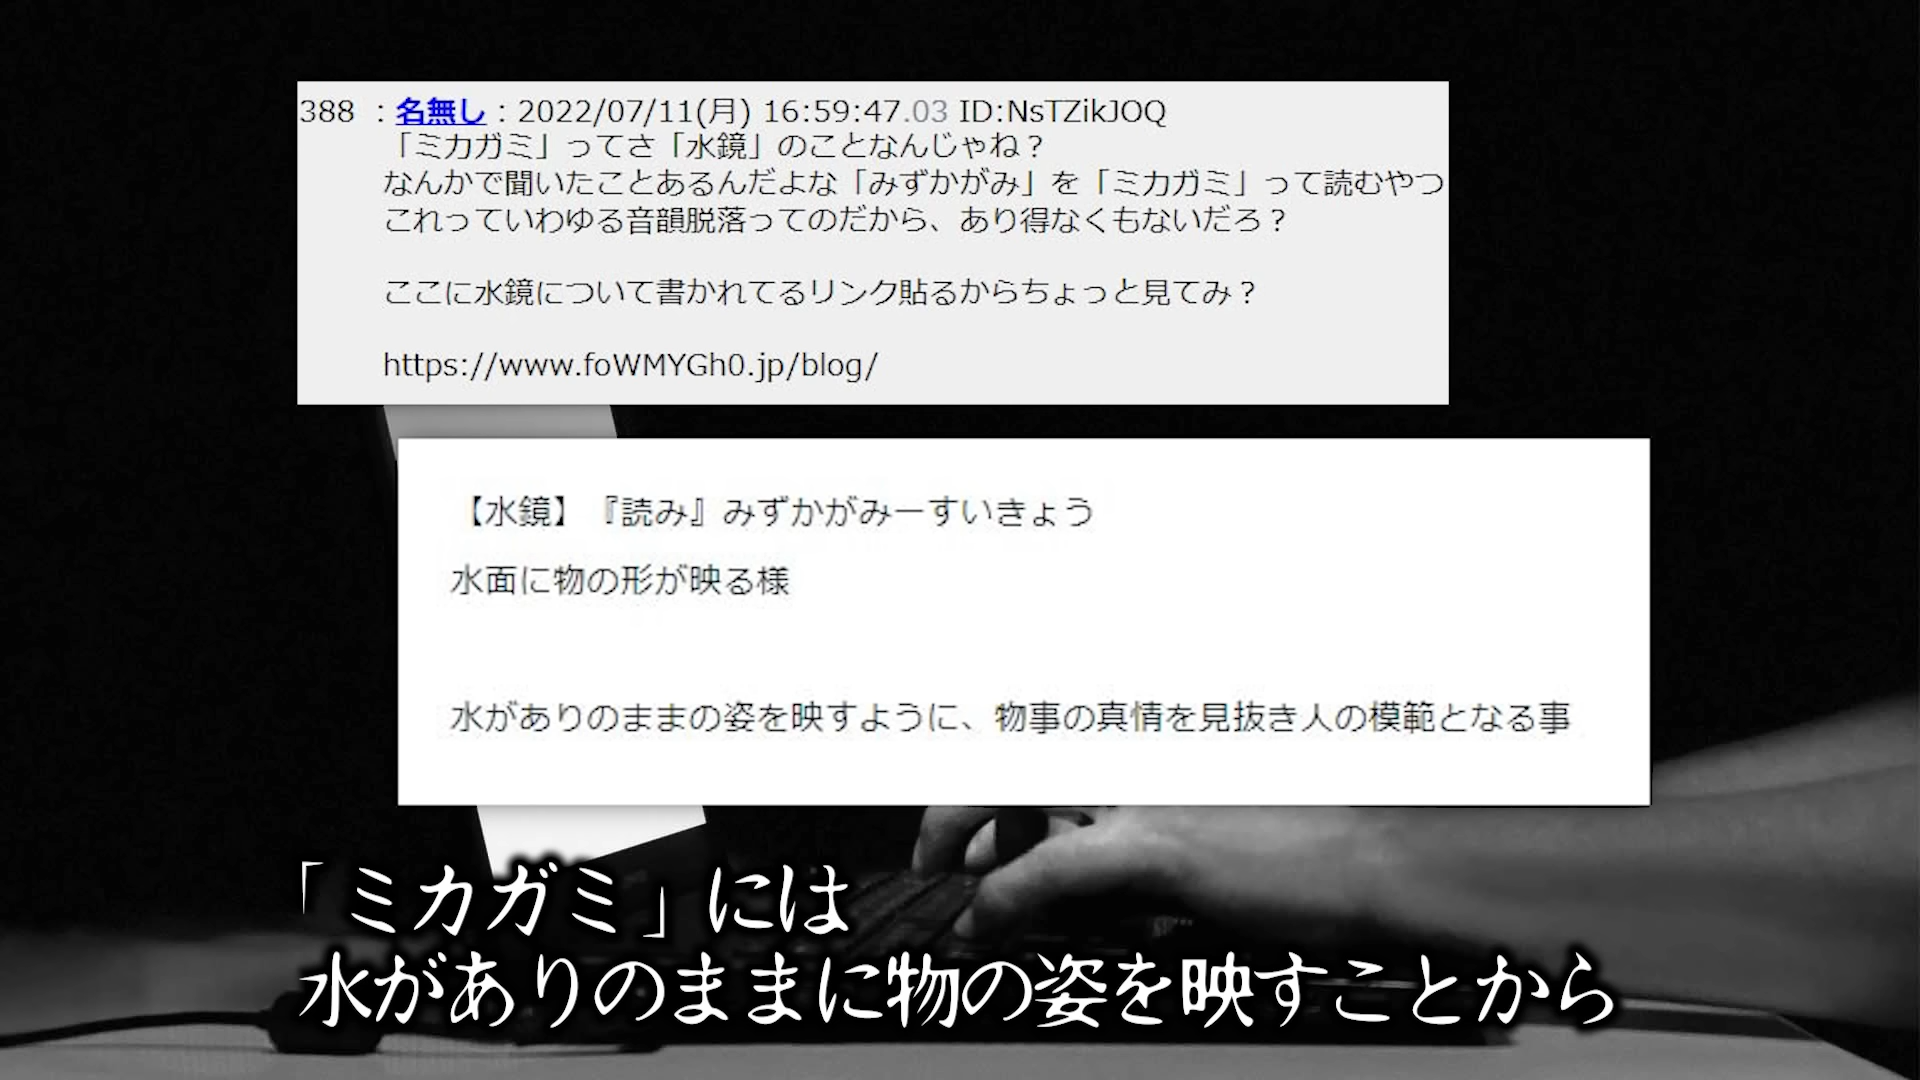 388 ：名無し：2022/07/11(月) 16:59:47.03 ID:NsTZikJOQ
「ミカガミ」ってさ「水鏡」のことなんじゃね？
なんかで聞いたことあるんだよな「みずかがみ」を「ミカガミ」って読むやつ
これっていわゆる音韻脱落ってのだから、あり得なくもないだろ？
ここに水鏡について書かれてるリンク貼るからちょっと見てみ？
https://www.foWMYGh0.jp/blog/
【水鏡】『読み』みずかがみーすいきょう
水面に物の形が映る様
水がありのままの姿を映すように、物事の真情を見抜き人の模範となる事
「ミカガミ」には
水がありのままに物の姿を映すことから